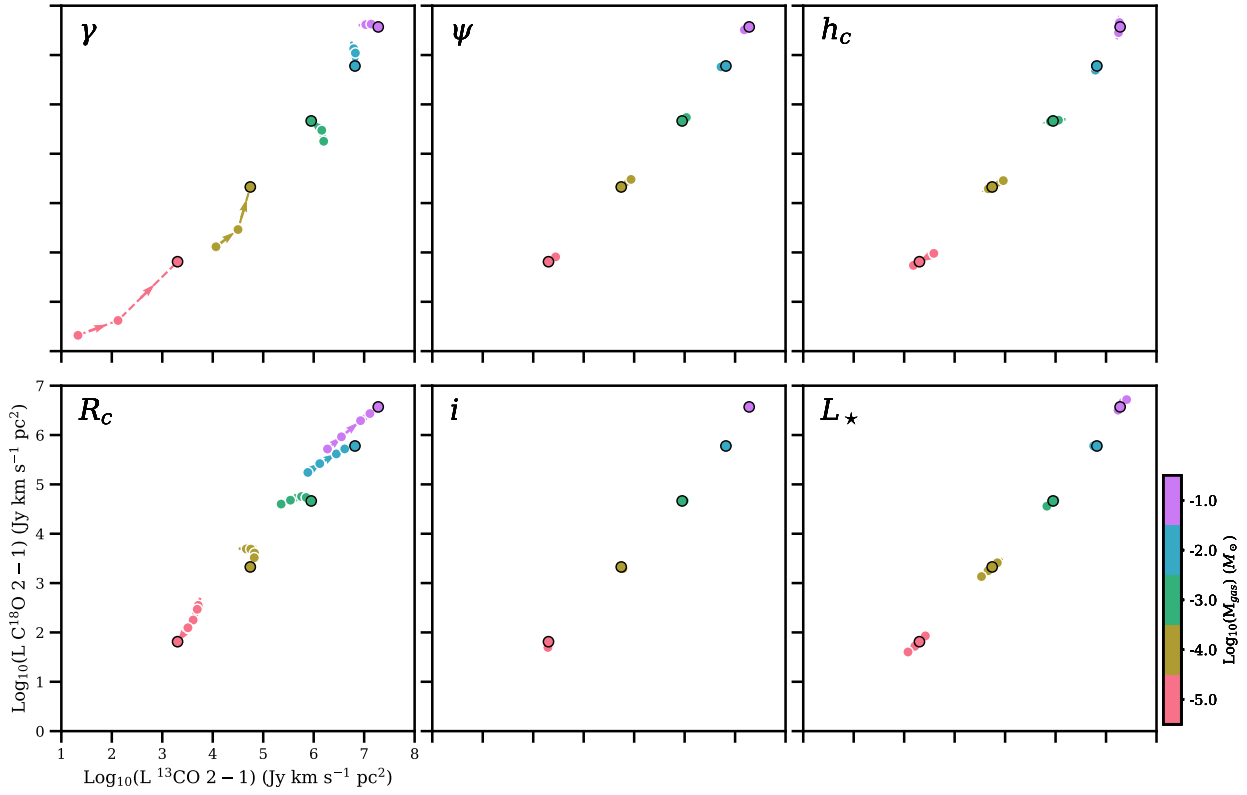 γ
ψ
h_c
R_c
i
L_★
7
6
5
4
3
2
1
0
Log₁₀(L C¹⁸O 2 − 1) (Jy km s⁻¹ pc²)
1 2 3 4 5 6 7 8
Log₁₀(L ¹³CO 2 − 1) (Jy km s⁻¹ pc²)
-1.0
-2.0
-3.0
-4.0
-5.0
Log₁₀(M_gas) (M_⊙)